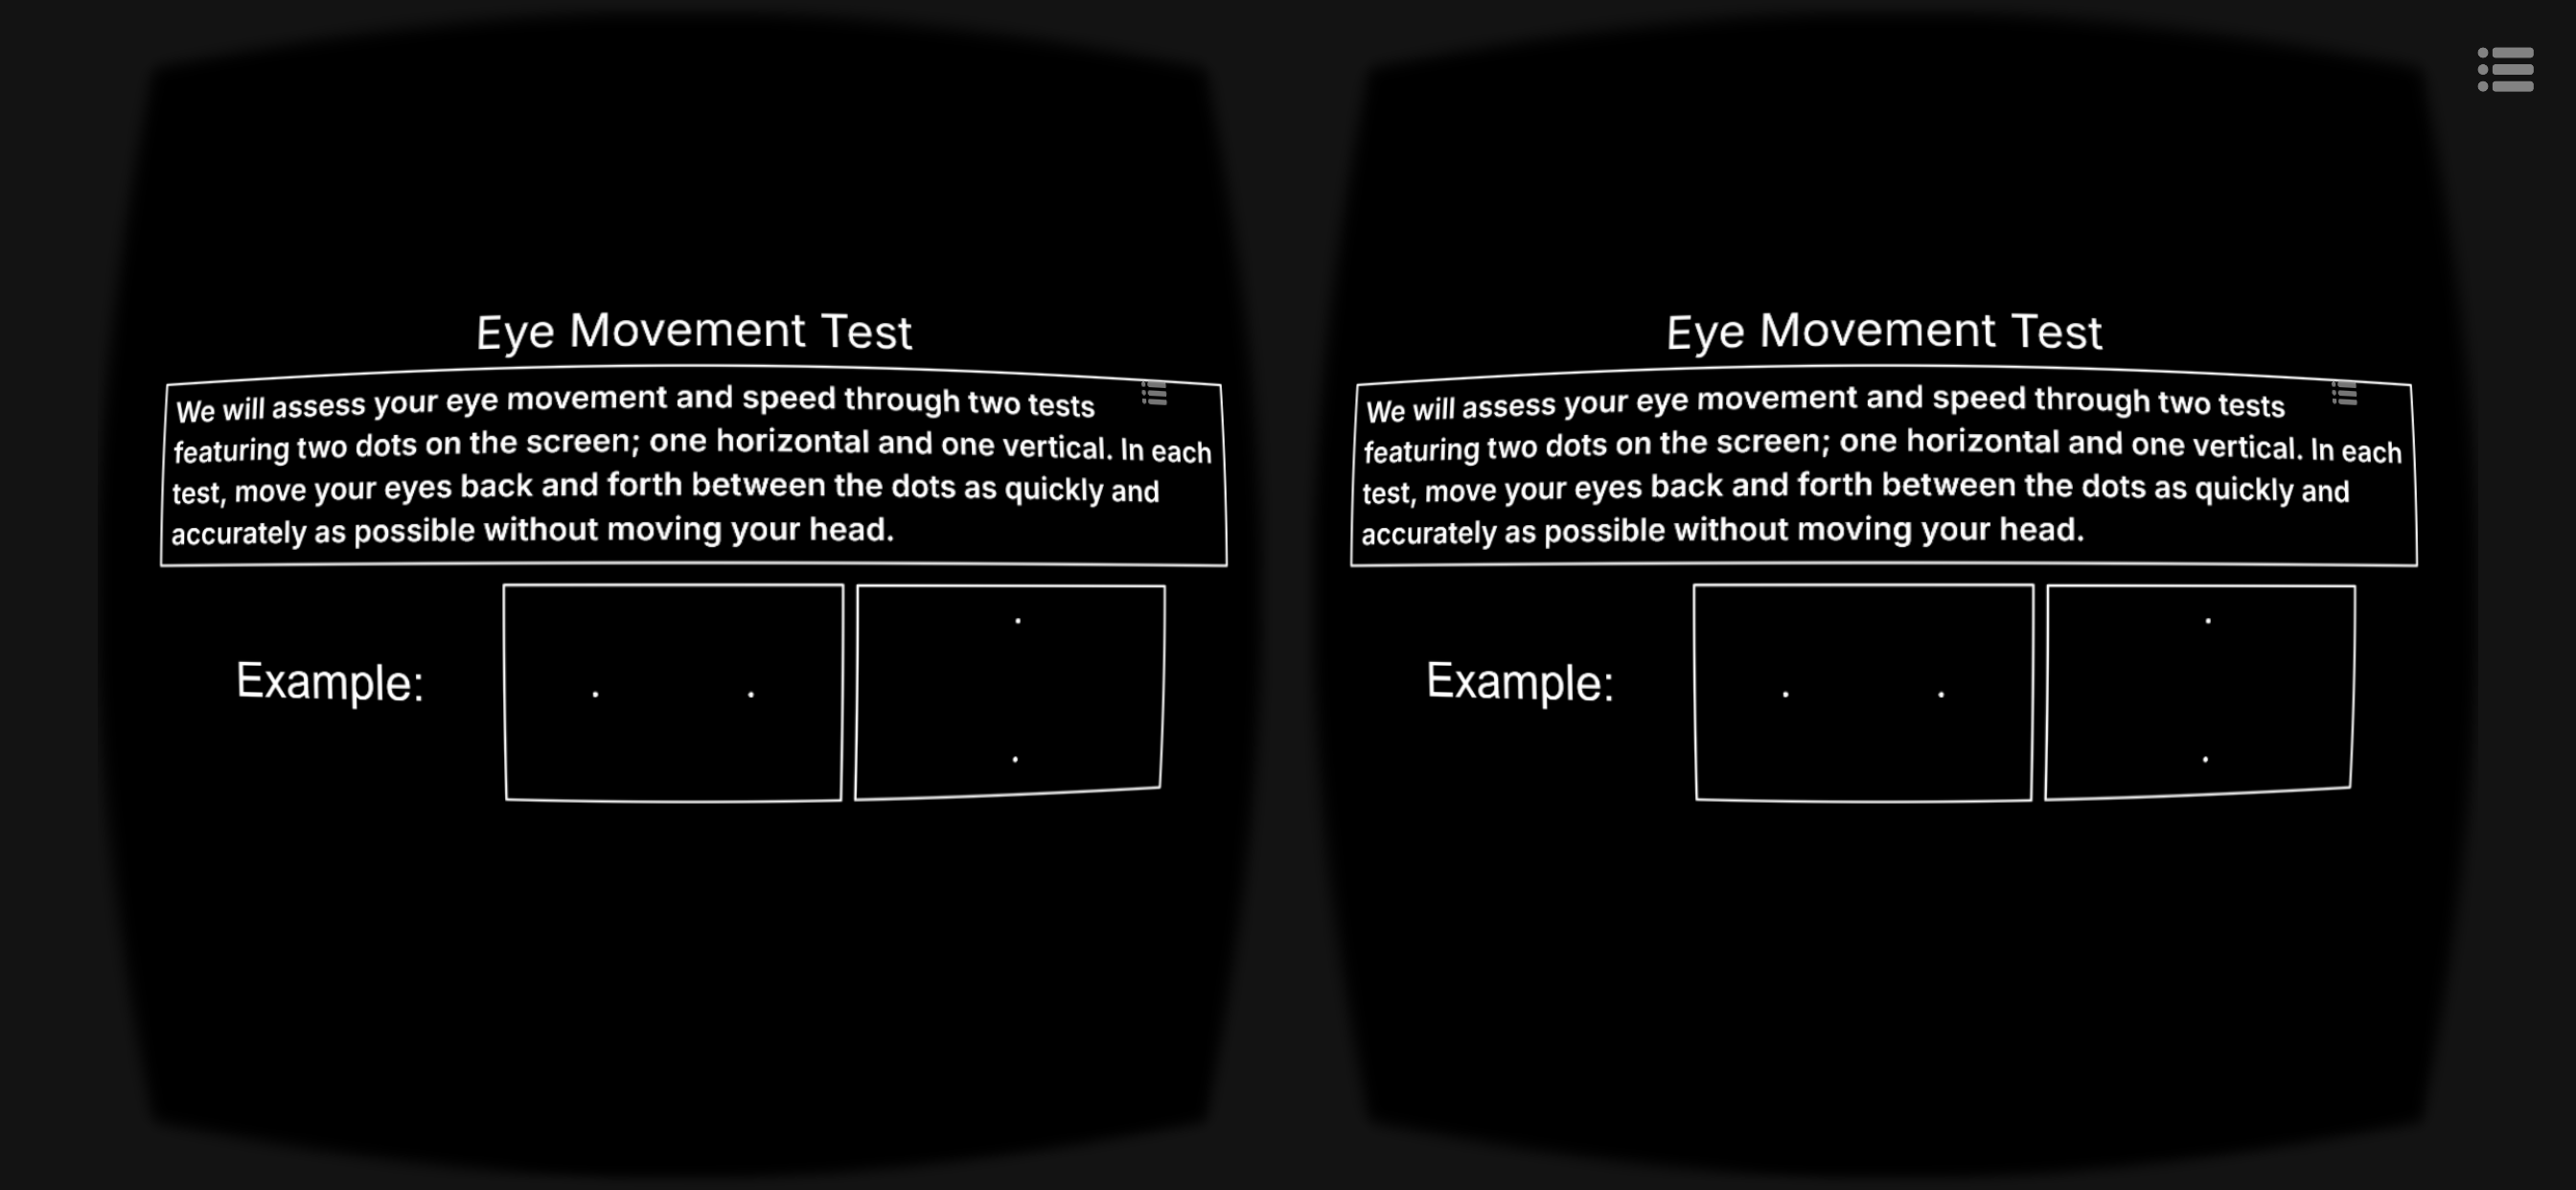 Eye Movement Test
We will assess your eye movement and speed through two tests
featuring two dots on the screen; one horizontal and one vertical. In each
test, move your eyes back and forth between the dots as quickly and
accurately as possible without moving your head.
Example:
Eye Movement Test
We will assess your eye movement and speed through two tests
featuring two dots on the screen; one horizontal and one vertical. In each
test, move your eyes back and forth between the dots as quickly and
accurately as possible without moving your head.
Example: